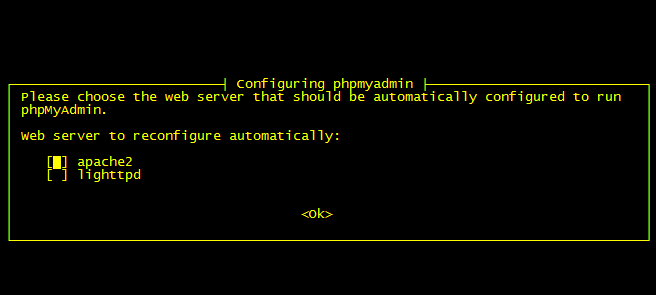 Configuring phpmyadmin
Please choose the web server that should be automatically configured to run
phpMyAdmin.
Web server to reconfigure automatically:
[ ] apache2
[ ] lighttpd
<Ok>